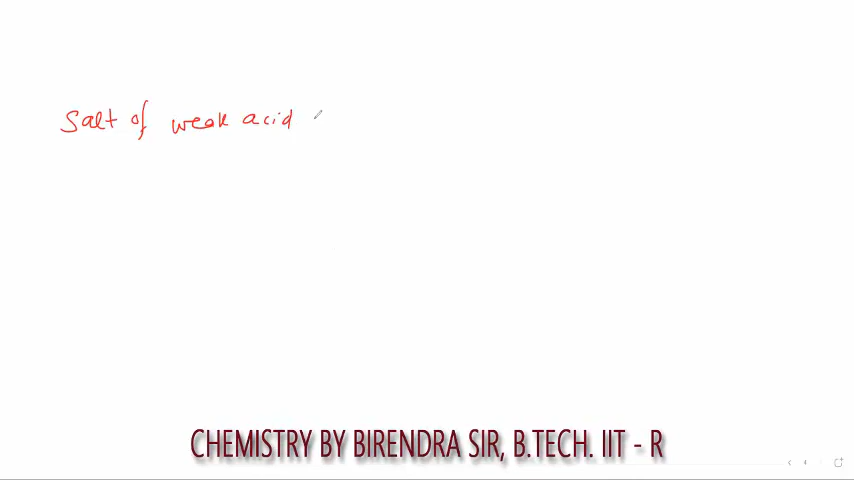 Salt of weak acid
CHEMISTRY BY BIRENDRA SIR, B.TECH. IIT - R